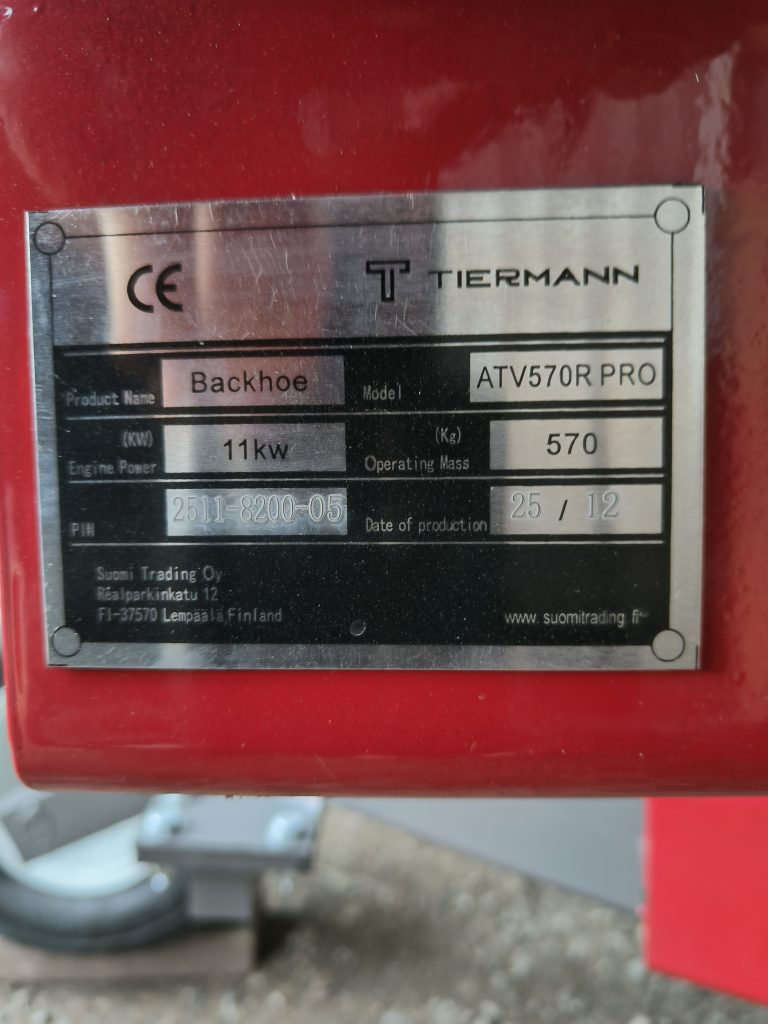 CE TIERMANN
Product Name Backhoe Model ATV570R PRO
(KW) (Kg)
Engine Power 11kw Operating Mass 570
PIN 2511-8200-05 Date of production 25 / 12
Suomi Trading Oy
Realparkinkatu 12
FI-37570 Lempäälä,Finland www.suomitrading.fi